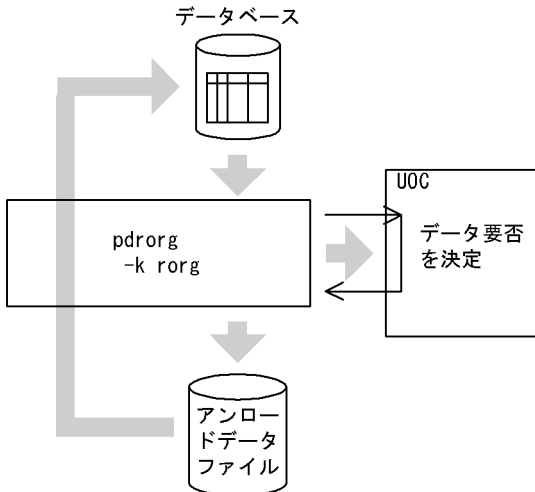 データベース
UOC
pdrorg
-k rorg
データ要否
を決定
アンロー
ドデータ
ファイル